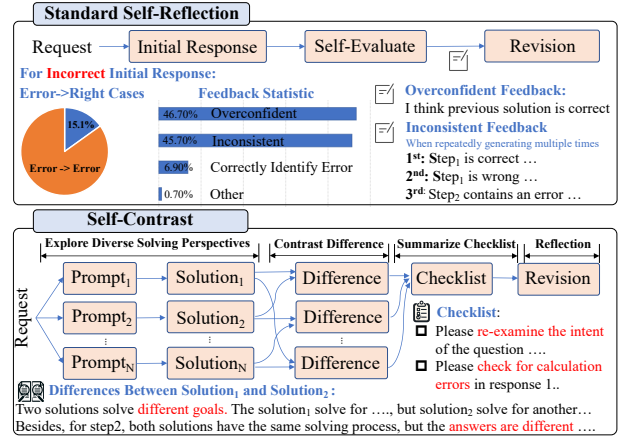 Standard Self-Reflection
Request
Initial Response
Self-Evaluate
Revision
For Incorrect Initial Response:
Error->Right Cases
15.1%
Error -> Error
Feedback Statistic
46.70% Overconfident
45.70% Inconsistent
6.90% Correctly Identify Error
0.70% Other
Overconfident Feedback:
I think previous solution is correct
Inconsistent Feedback
When repeatedly generating multiple times
1st: Step1 is correct …
2nd: Step1 is wrong …
3rd: Step2 contains an error …
Self-Contrast
Explore Diverse Solving Perspectives
Contrast Difference
Summarize Checklist
Reflection
Request
Prompt1
Solution1
Difference
Checklist
Revision
Prompt2
Solution2
Difference
⋮
⋮
⋮
PromptN
SolutionN
Difference
Checklist:
Please re-examine the intent
of the question ….
Please check for calculation
errors in response 1..
Differences Between Solution1 and Solution2 :
Two solutions solve different goals. The solution1 solve for …., but solution2 solve for another…
Besides, for step2, both solutions have the same solving process, but the answers are different ….